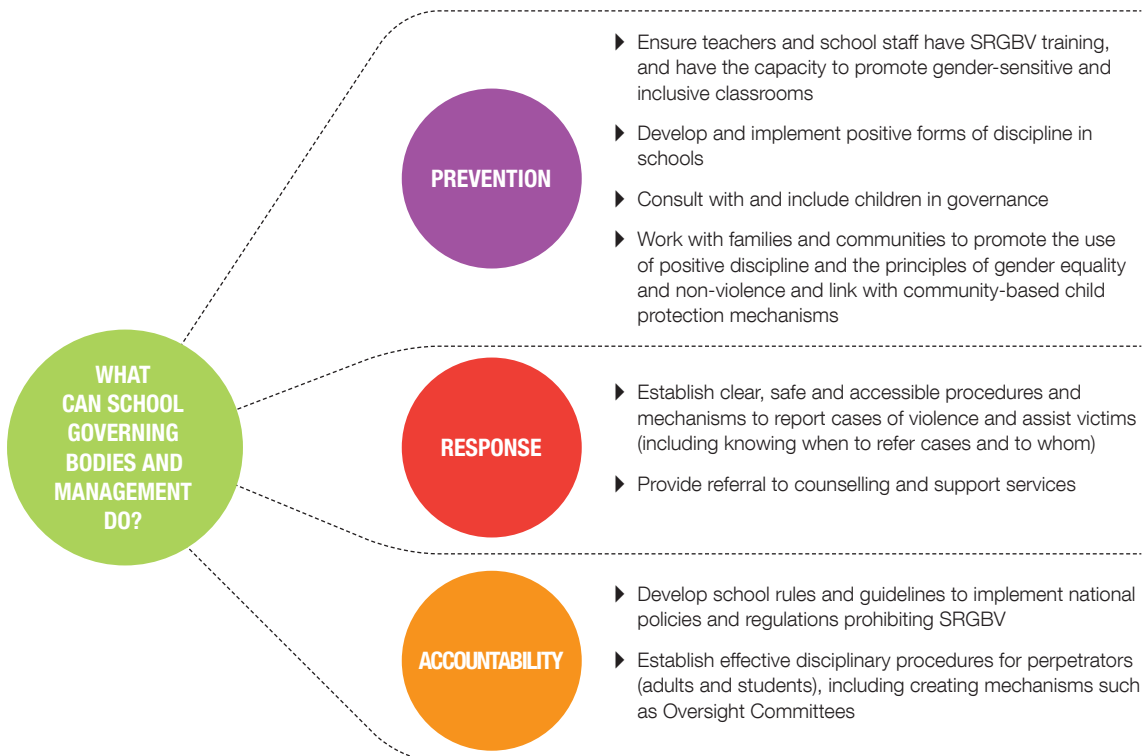 WHAT
CAN SCHOOL
GOVERNING
BODIES AND
MANAGEMENT
DO?
PREVENTION
Ensure teachers and school staff have SRGBV training,
and have the capacity to promote gender-sensitive and
inclusive classrooms
Develop and implement positive forms of discipline in
schools
Consult with and include children in governance
Work with families and communities to promote the use
of positive discipline and the principles of gender equality
and non-violence and link with community-based child
protection mechanisms
RESPONSE
Establish clear, safe and accessible procedures and
mechanisms to report cases of violence and assist victims
(including knowing when to refer cases and to whom)
Provide referral to counselling and support services
ACCOUNTABILITY
Develop school rules and guidelines to implement national
policies and regulations prohibiting SRGBV
Establish effective disciplinary procedures for perpetrators
(adults and students), including creating mechanisms such
as Oversight Committees